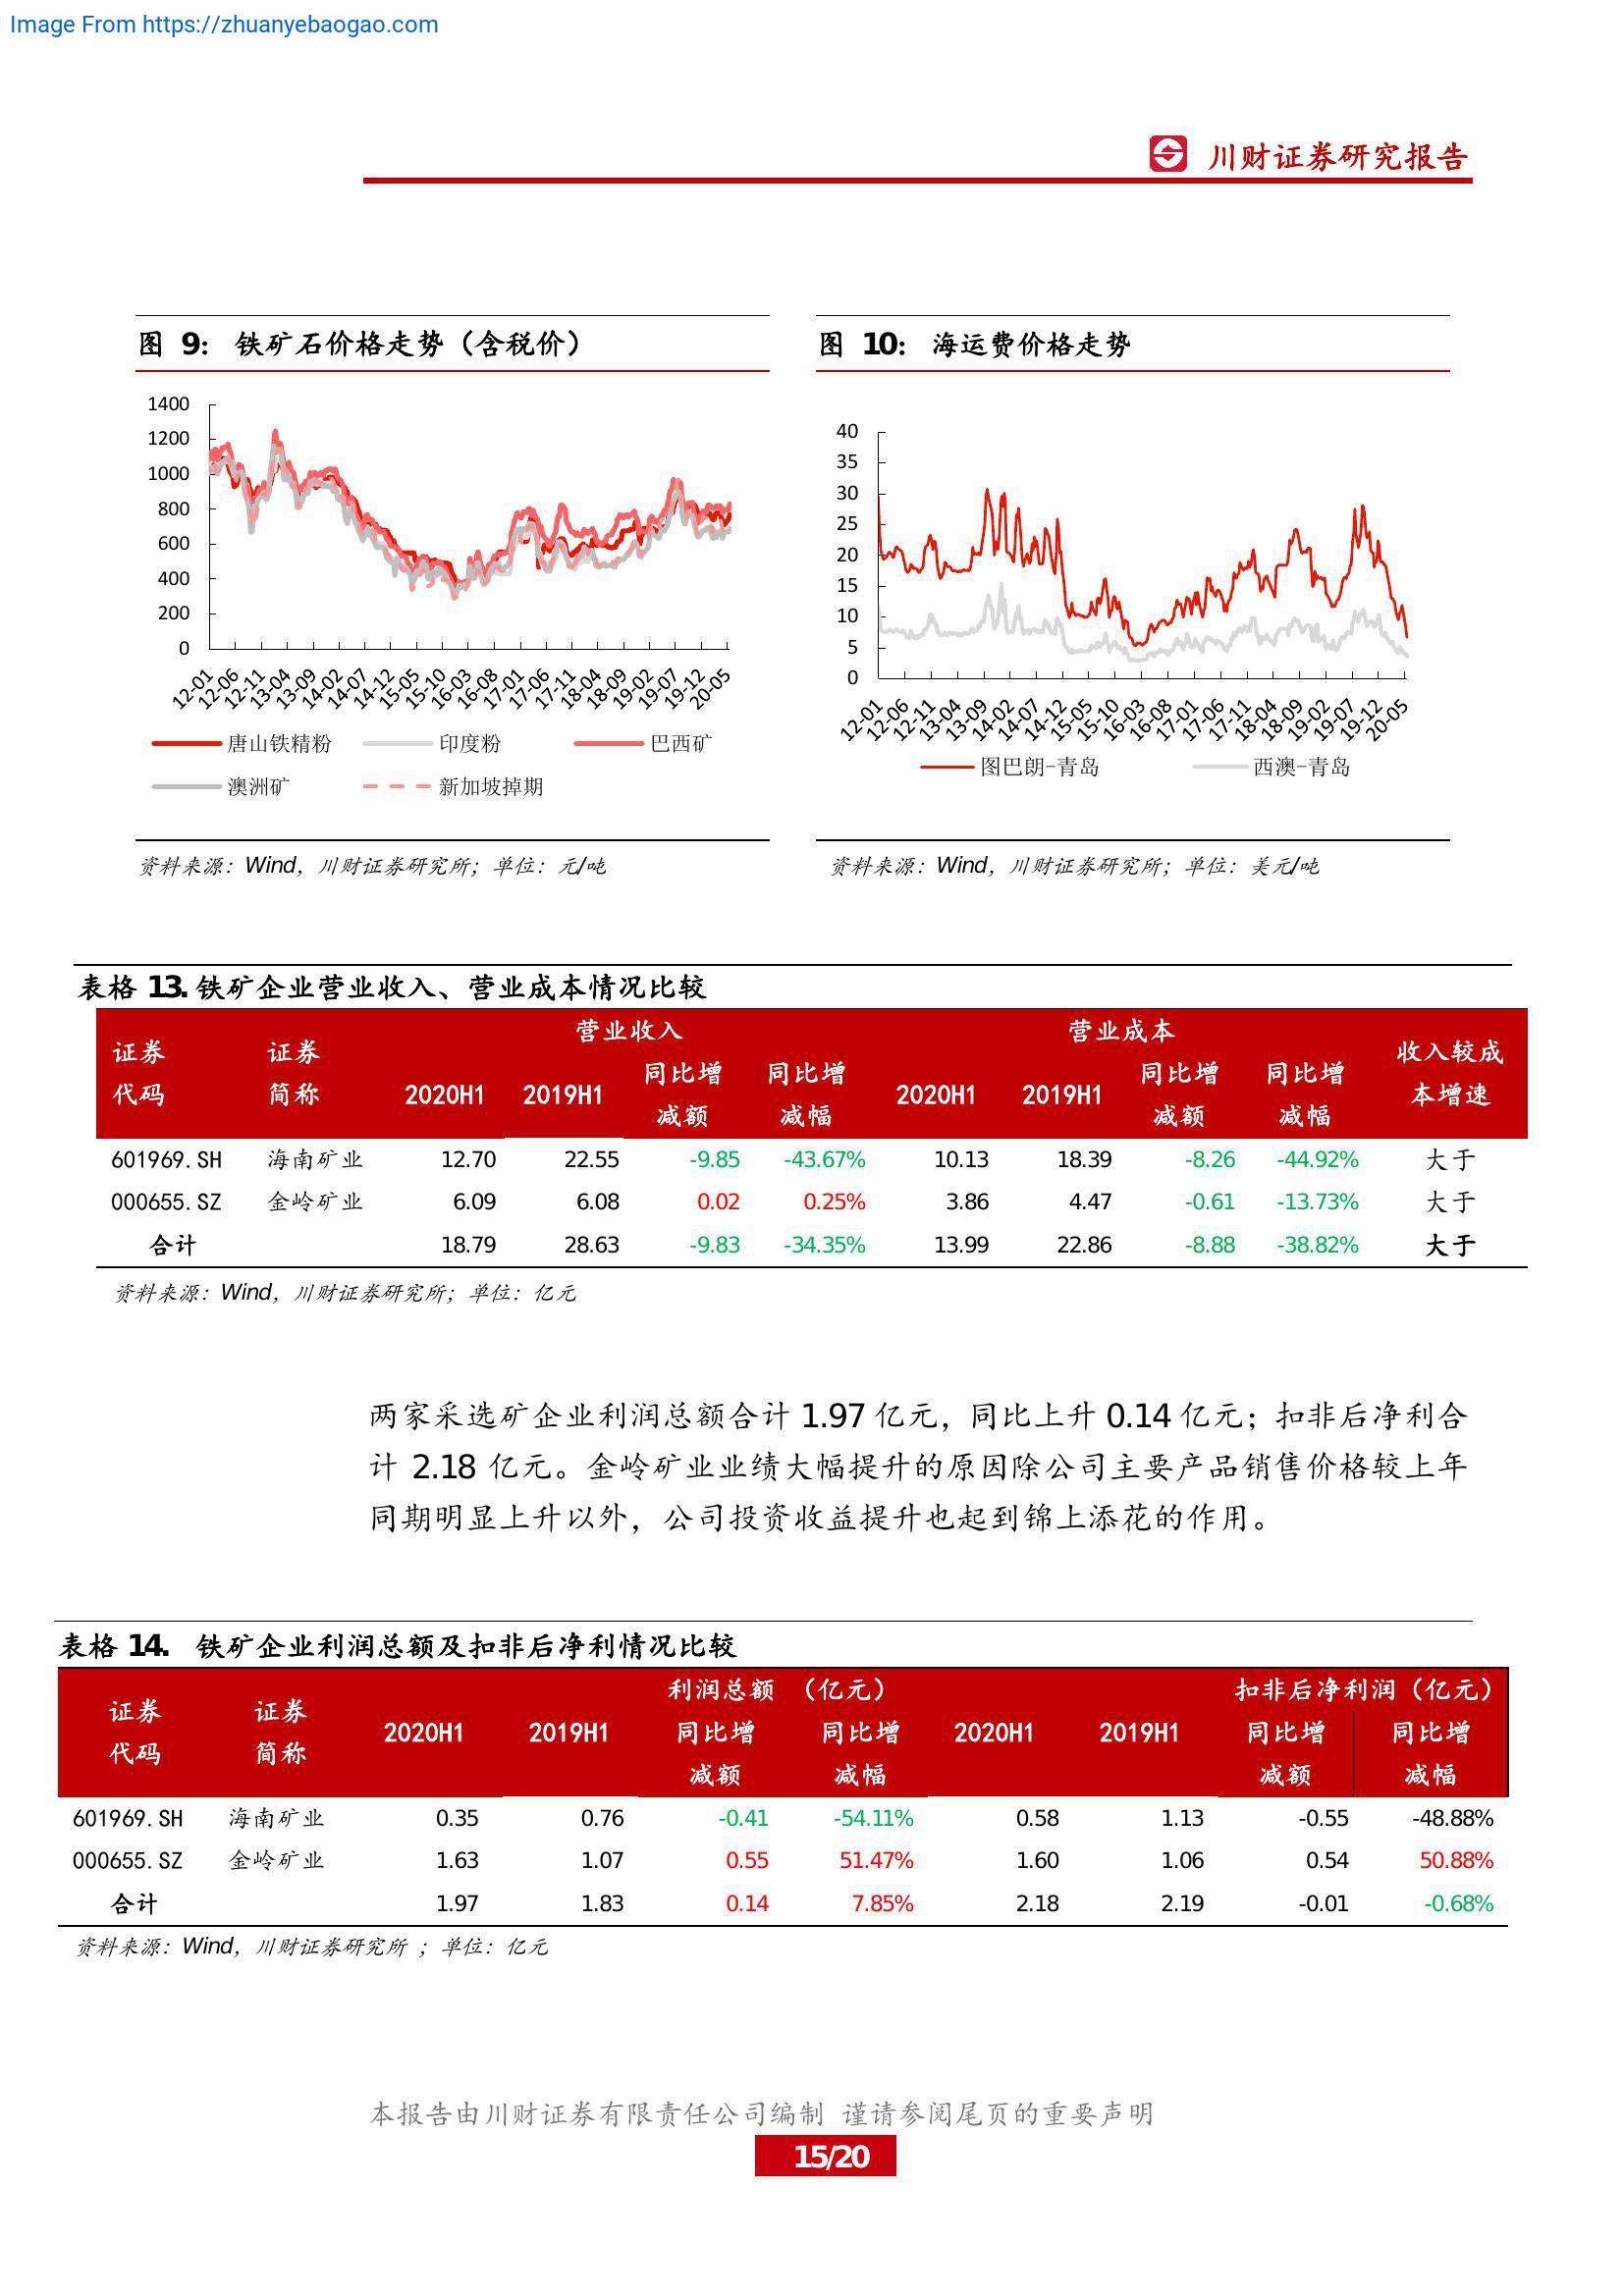 Image From https://zhuanyebaogao.com
川财证券研究报告
图 9： 铁矿石价格走势（含税价）
1400
1200
1000
800
600
400
200
0
12-01 12-06 12-11 13-04 13-09 14-02 14-07 14-12 15-05 15-10 16-03 16-08 17-01 17-06 17-11 18-04 18-09 19-02 19-07 19-12 20-05
唐山铁精粉 印度粉 巴西矿
澳洲矿 新加坡掉期
资料来源：Wind，川财证券研究所；单位：元/吨
图 10： 海运费价格走势
40
35
30
25
20
15
10
5
0
12-01 12-06 12-11 13-04 13-09 14-02 14-07 14-12 15-05 15-10 16-03 16-08 17-01 17-06 17-11 18-04 18-09 19-02 19-07 19-12 20-05
图巴朗-青岛 西澳-青岛
资料来源：Wind，川财证券研究所；单位：美元/吨
表格 13. 铁矿企业营业收入、营业成本情况比较
营业收入 营业成本
证券代码 证券简称 2020H1 2019H1 同比增减额 同比增减幅 2020H1 2019H1 同比增减额 同比增减幅 收入较成本增速
601969.SH 海南矿业 12.70 22.55 -9.85 -43.67% 10.13 18.39 -8.26 -44.92% 大于
000655.SZ 金岭矿业 6.09 6.08 0.02 0.25% 3.86 4.47 -0.61 -13.73% 大于
合计 18.79 28.63 -9.83 -34.35% 13.99 22.86 -8.88 -38.82% 大于
资料来源：Wind，川财证券研究所；单位：亿元
两家采选矿企业利润总额合计 1.97 亿元，同比上升 0.14 亿元；扣非后净利合
计 2.18 亿元。金岭矿业业绩大幅提升的原因除公司主要产品销售价格较上年
同期明显上升以外，公司投资收益提升也起到锦上添花的作用。
表格 14. 铁矿企业利润总额及扣非后净利情况比较
利润总额 （亿元） 扣非后净利润（亿元）
证券代码 证券简称 2020H1 2019H1 同比增减额 同比增减幅 2020H1 2019H1 同比增减额 同比增减幅
601969.SH 海南矿业 0.35 0.76 -0.41 -54.11% 0.58 1.13 -0.55 -48.88%
000655.SZ 金岭矿业 1.63 1.07 0.55 51.47% 1.60 1.06 0.54 50.88%
合计 1.97 1.83 0.14 7.85% 2.18 2.19 -0.01 -0.68%
资料来源：Wind，川财证券研究所 ；单位：亿元
本报告由川财证券有限责任公司编制 谨请参阅尾页的重要声明
15/20